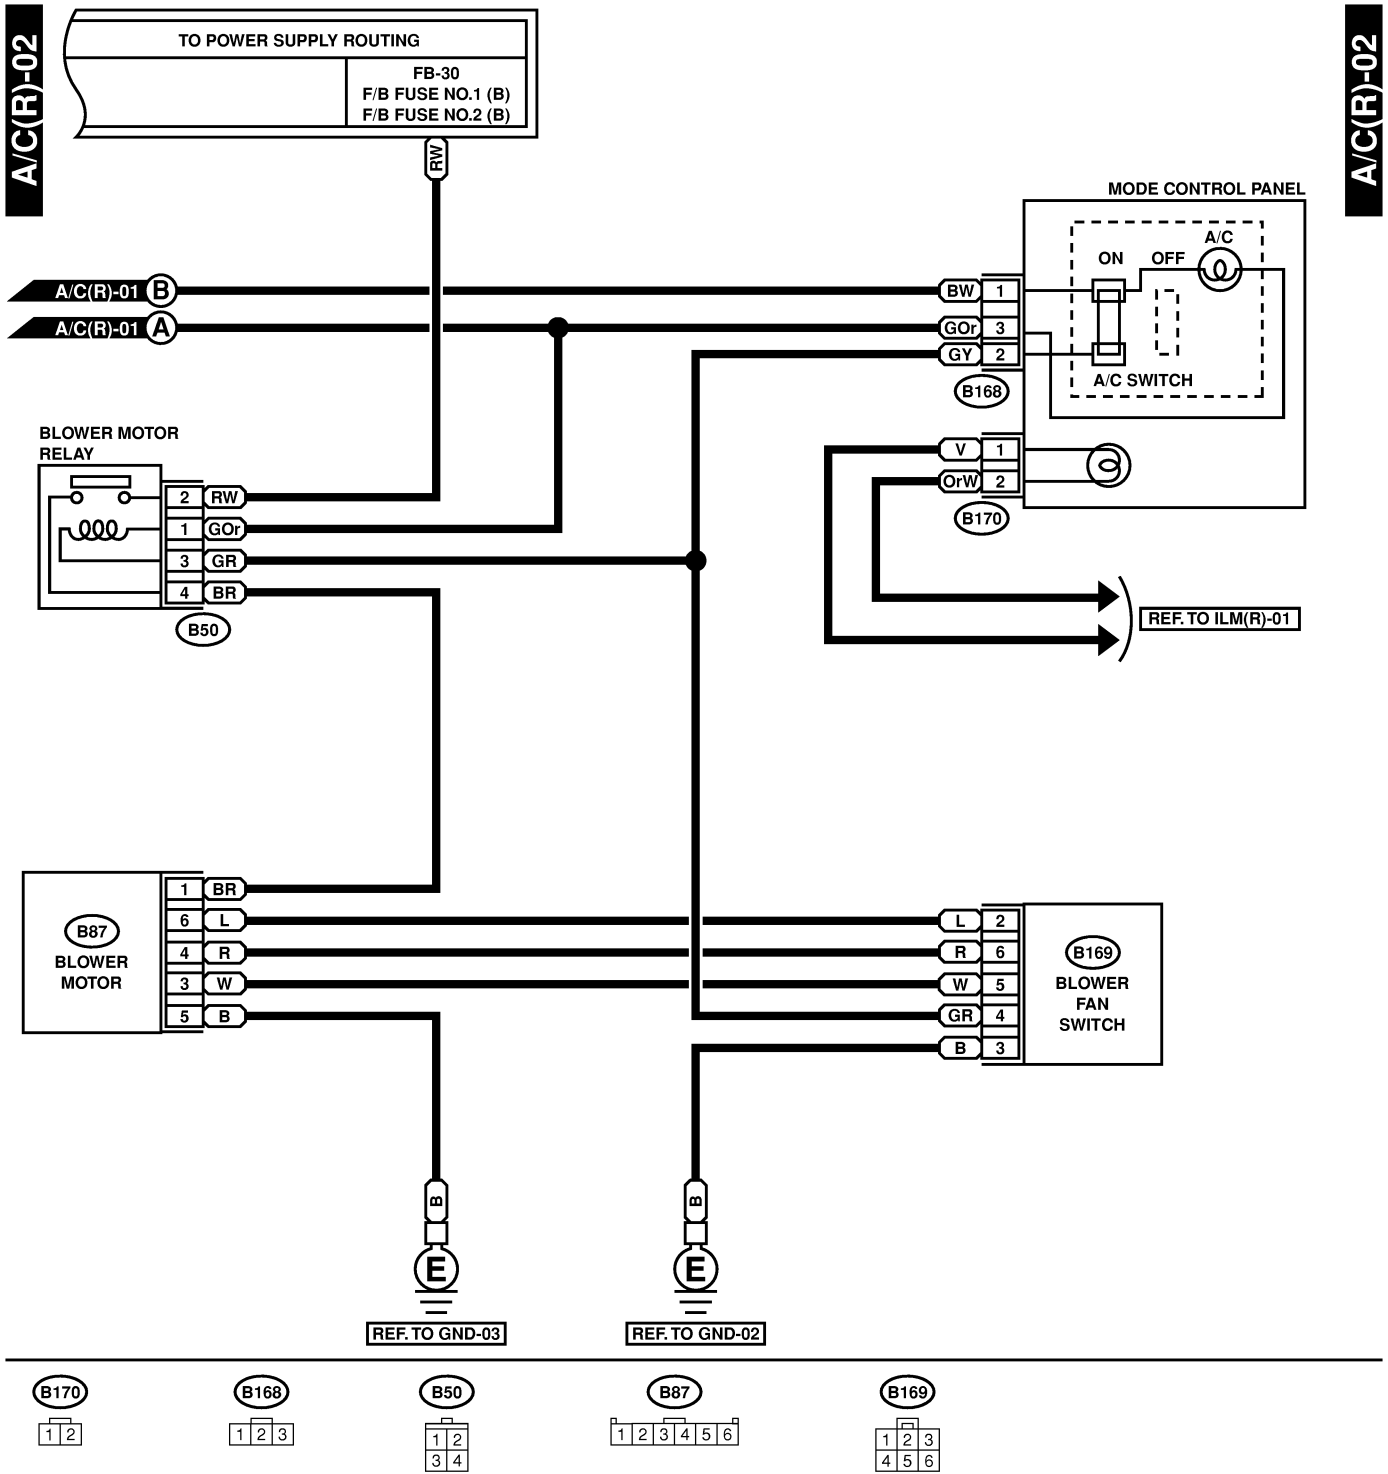 A/C(R)-02
A/C(R)-02
TO POWER SUPPLY ROUTING
FB-30
F/B FUSE NO.1 (B)
F/B FUSE NO.2 (B)
RW
MODE CONTROL PANEL
A/C
ON OFF
A/C(R)-01 B
BW 1
A/C(R)-01 A
GOr 3
GY 2
A/C SWITCH
B168
BLOWER MOTOR
RELAY
V 1
OrW 2
B170
2 RW
1 GOr
3 GR
4 BR
B50
REF. TO ILM(R)-01
1 BR
6 L
4 R
3 W
5 B
B87
BLOWER
MOTOR
L 2
R 6
W 5
GR 4
B 3
B169
BLOWER
FAN
SWITCH
B
B
E
E
REF. TO GND-03
REF. TO GND-02
B170
B168
B50
B87
B169
1 2
1 2 3
1 2
3 4
1 2 3 4 5 6
1 2 3
4 5 6